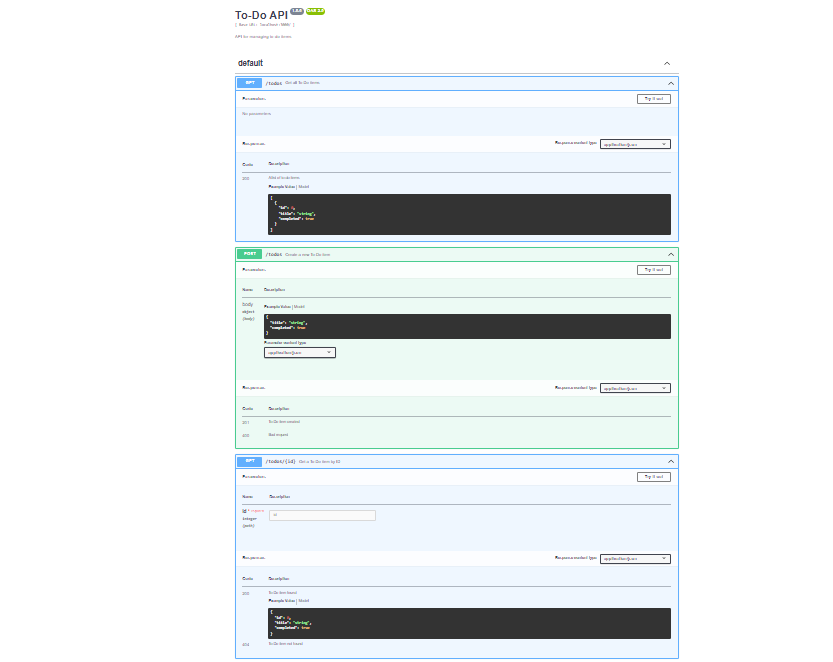 To-Do API 1.0.0 OAS 2.0
[ Base URL: localhost:5000/ ]
API for managing to-do items
default
GET /todos Get all To-Do items
Parameters
Try it out
No parameters
Responses
Response content type application/json
Code Description
200 A list of to-do items
Example Value | Model
[
{
"id": 0,
"title": "string",
"completed": true
}
]
POST /todos Create a new To-Do item
Parameters
Try it out
Name Description
body
object
(body)
Example Value | Model
{
"title": "string",
"completed": true
}
Parameter content type
application/json
Responses
Response content type application/json
Code Description
201 To-Do item created
400 Bad request
GET /todos/{id} Get a To-Do item by ID
Parameters
Try it out
Name Description
id * required
integer
(path)
id
Responses
Response content type application/json
Code Description
200 To-Do item found
Example Value | Model
{
"id": 0,
"title": "string",
"completed": true
}
404 To-Do item not found